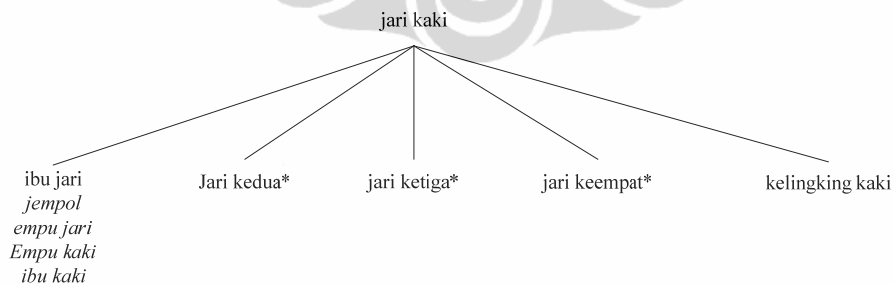 jari kaki
ibu jari
jempol
empu jari
Empu kaki
ibu kaki
Jari kedua*
jari ketiga*
jari keempat*
kelingking kaki